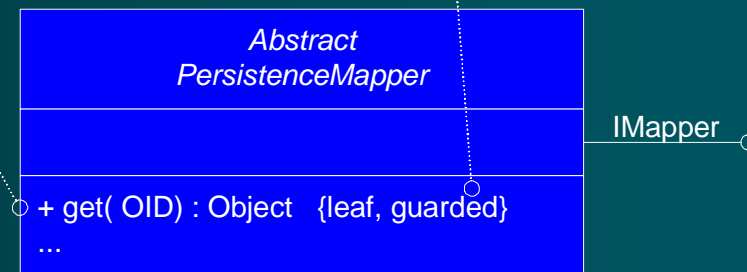 Abstract
PersistenceMapper
IMapper
+ get( OID) : Object {leaf, guarded}
...